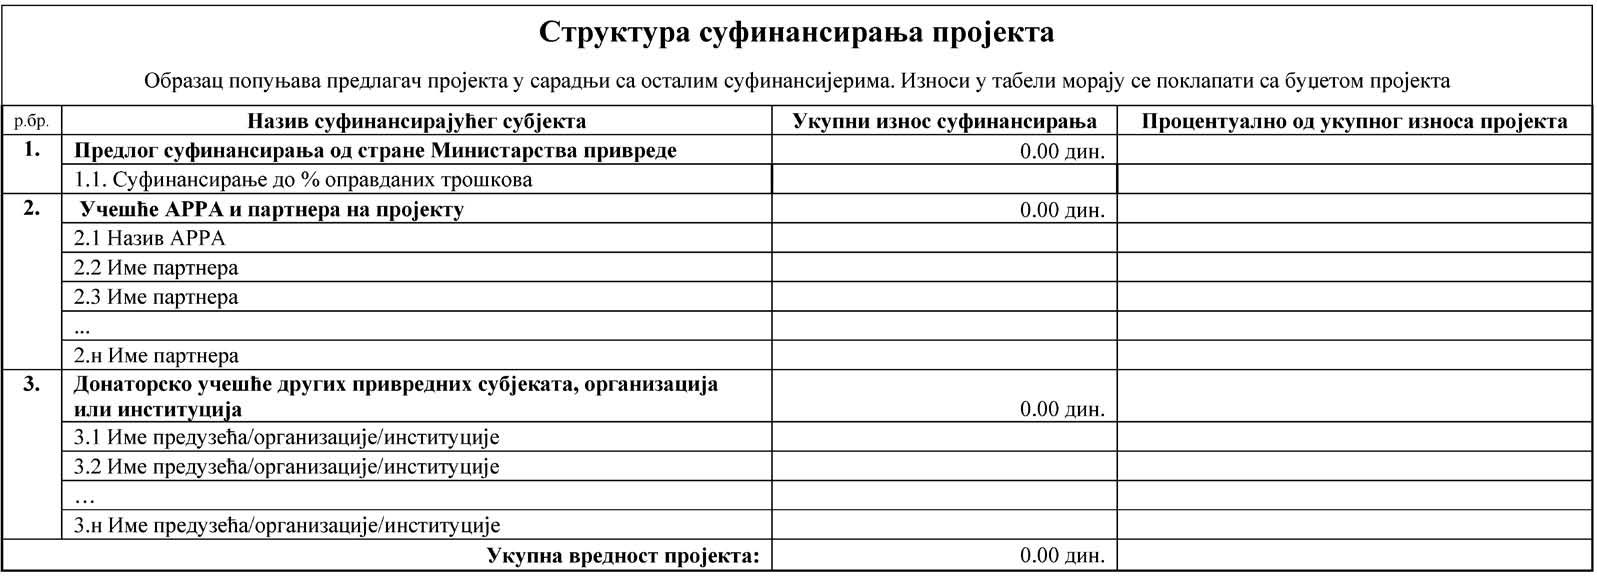 Структура суфинансирања пројекта
Образац попуњава предлагач пројекта у сарадњи са осталим суфинансијерима. Износи у табели морају се поклапати са буџетом пројекта
р.бр. Назив суфинансирајућег субјекта Укупни износ суфинансирања Процентуално од укупног износа пројекта
1. Предлог суфинансирања од стране Министарства привреде 0.00 дин.
1.1. Суфинансирање до % оправданих трошкова
2. Учешће АРРА и партнера на пројекту 0.00 дин.
2.1 Назив АРРА
2.2 Име партнера
2.3 Име партнера
...
2.н Име партнера
3. Донаторско учешће других привредних субјеката, организација
или институција 0.00 дин.
3.1 Име предузећа/организације/институције
3.2 Име предузећа/организације/институције
…
3.н Име предузећа/организације/институције
Укупна вредност пројекта: 0.00 дин.